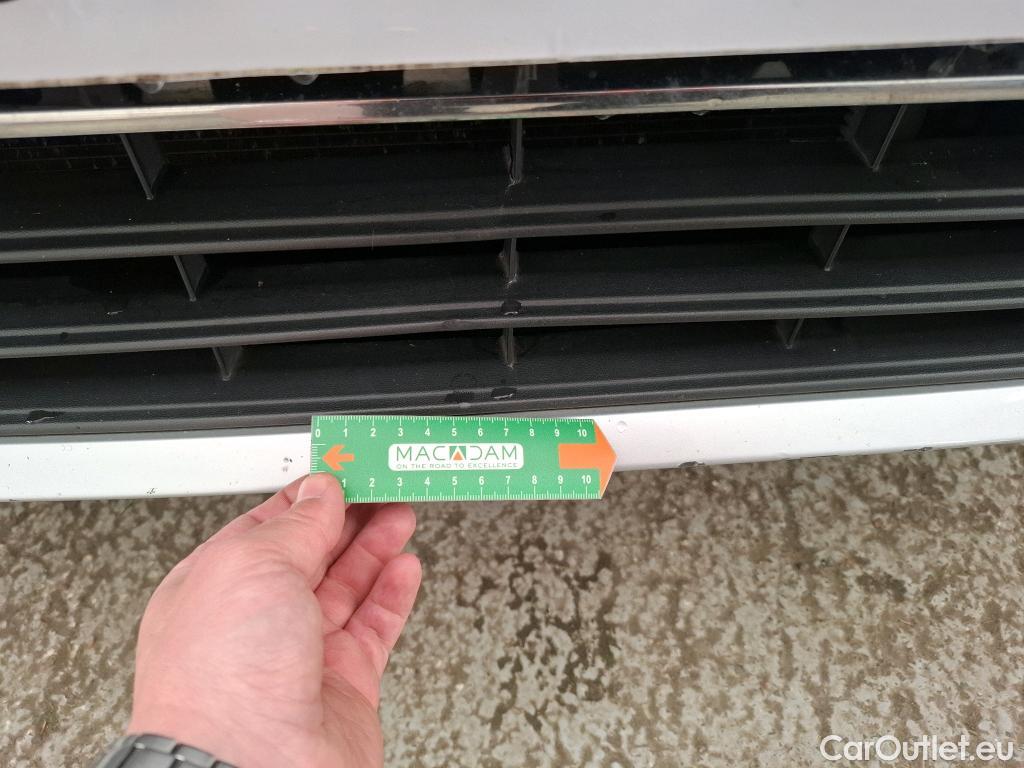 0 1 2 3 4 5 6 7 8 9 10
MACADAM
ON THE ROAD TO EXCELLENCE
1 2 3 4 5 6 7 8 9 10
CarOutlet.eu